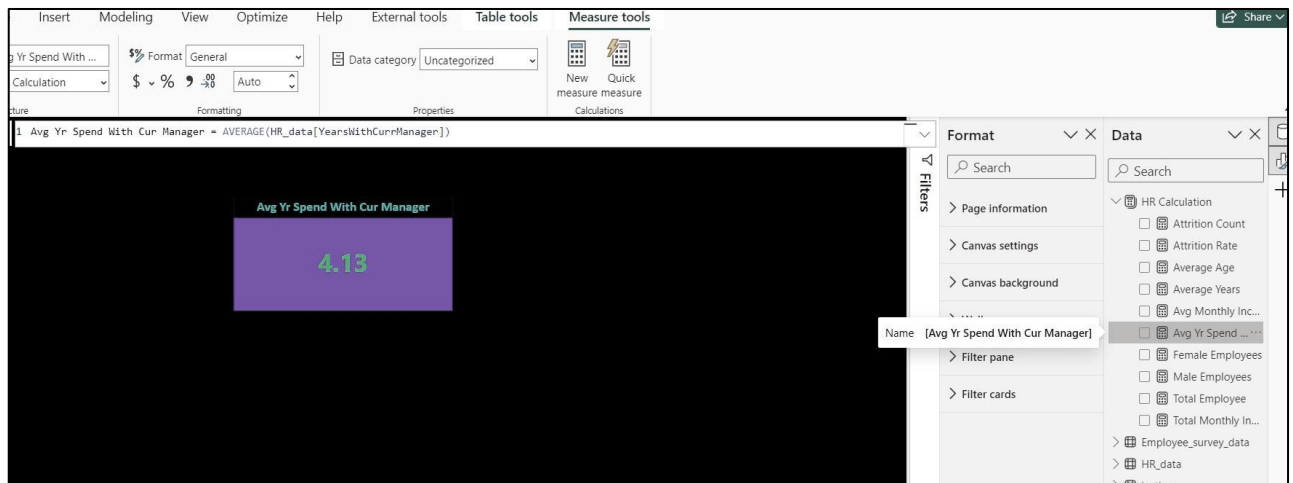 Insert Modeling View Optimize Help External tools Table tools Measure tools Share
Yr Spend With ... $% Format General Data category Uncategorized
Calculation $ % Auto New Quick
measure measure
Formatting Properties Calculations
1 Avg Yr Spend With Cur Manager = AVERAGE(HR_data[YearsWithCurrManager])
Format Data
Search Search
Filters
Page information
Canvas settings
Canvas background
Filter pane
Filter cards
Avg Yr Spend With Cur Manager
4.13
Name [Avg Yr Spend With Cur Manager]
HR Calculation
Attrition Count
Attrition Rate
Average Age
Average Years
Avg Monthly Inc...
Avg Yr Spend ... ...
Female Employees
Male Employees
Total Employee
Total Monthly In...
Employee_survey_data
HR_data